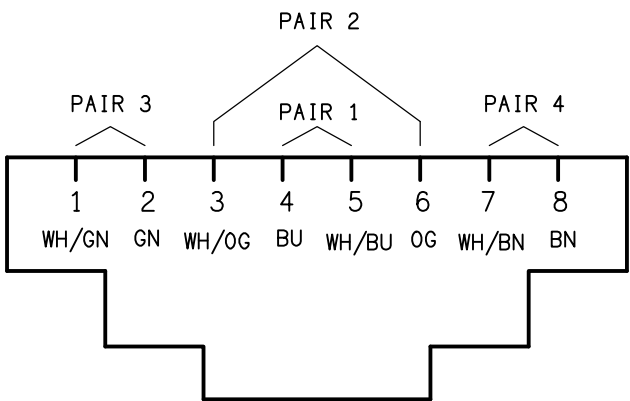 PAIR 2
PAIR 3 PAIR 1 PAIR 4
1 2 3 4 5 6 7 8
WH/GN GN WH/OG BU WH/BU OG WH/BN BN